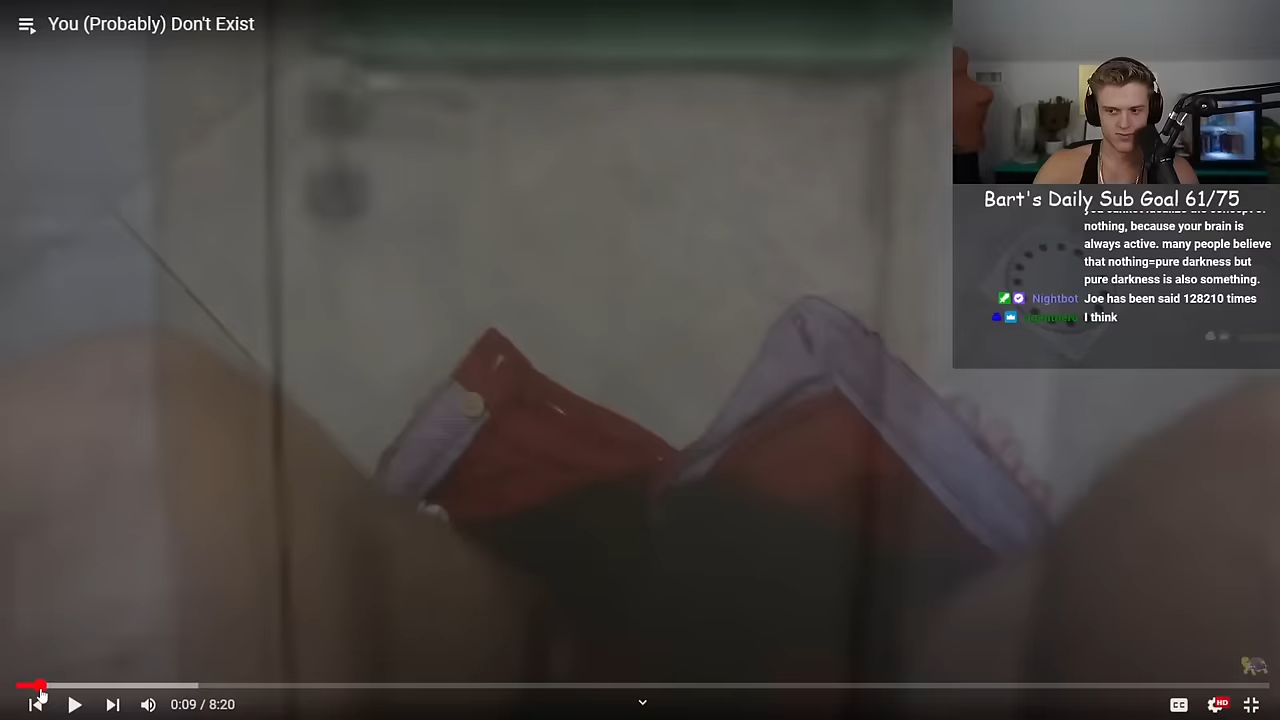 You (Probably) Don't Exist
Bart's Daily Sub Goal 61/75
nothing, because your brain is
always active. many people believe
that nothing=pure darkness but
pure darkness is also something.
Nightbot Joe has been said 128210 times
I think
0:09 / 8:20
CC
HD